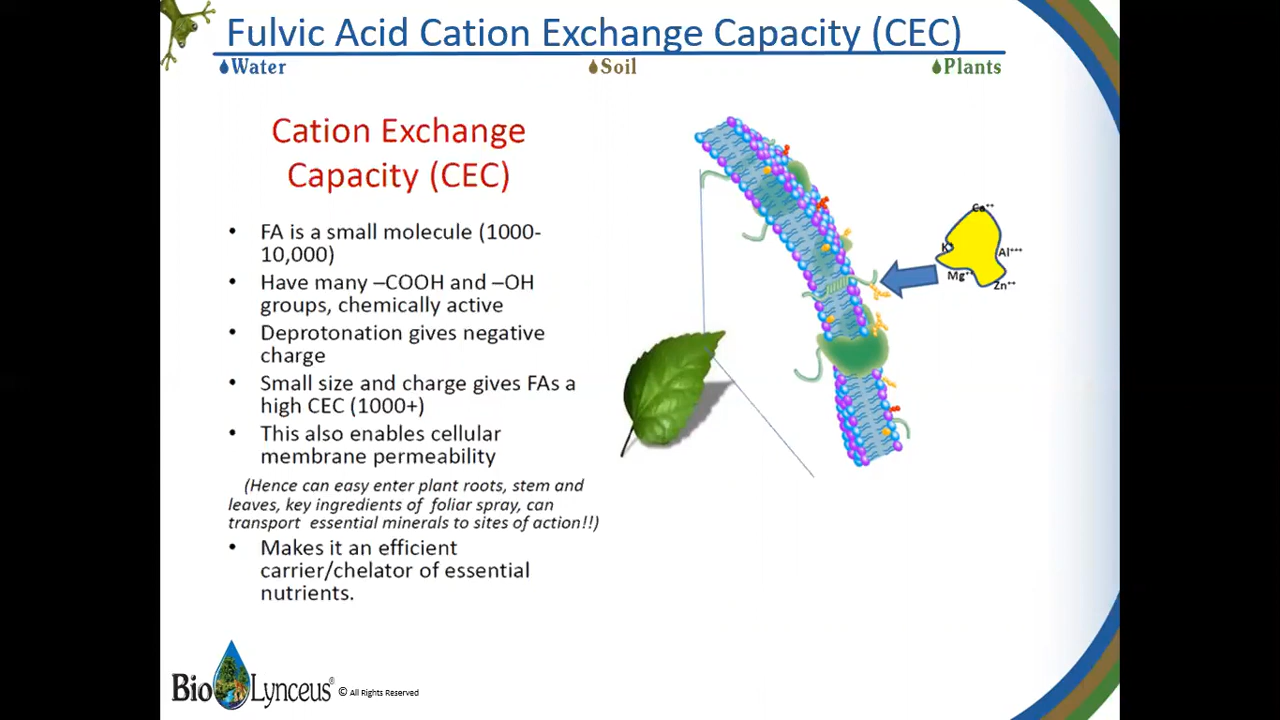 Fulvic Acid Cation Exchange Capacity (CEC)
Water
Soil
Plants
Cation Exchange
Capacity (CEC)
• FA is a small molecule (1000-
10,000)
• Have many –COOH and –OH
groups, chemically active
• Deprotonation gives negative
charge
• Small size and charge gives FAs a
high CEC (1000+)
• This also enables cellular
membrane permeability
(Hence can easy enter plant roots, stem and
leaves, key ingredients of foliar spray, can
transport essential minerals to sites of action!!)
• Makes it an efficient
carrier/chelator of essential
nutrients.
Ca⁺⁺
K⁺
Al⁺⁺⁺
Mg⁺⁺
Zn⁺⁺
Bio Lynceus® © All Rights Reserved